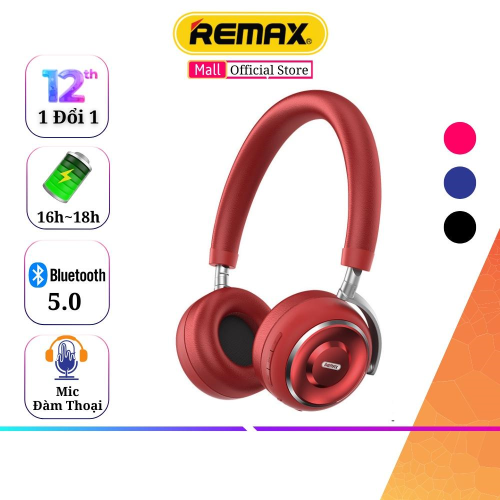 REMAX®
Mall Official Store
12th
1 Đổi 1
16h~18h
Bluetooth
5.0
Mic
Đàm Thoại
REMAX